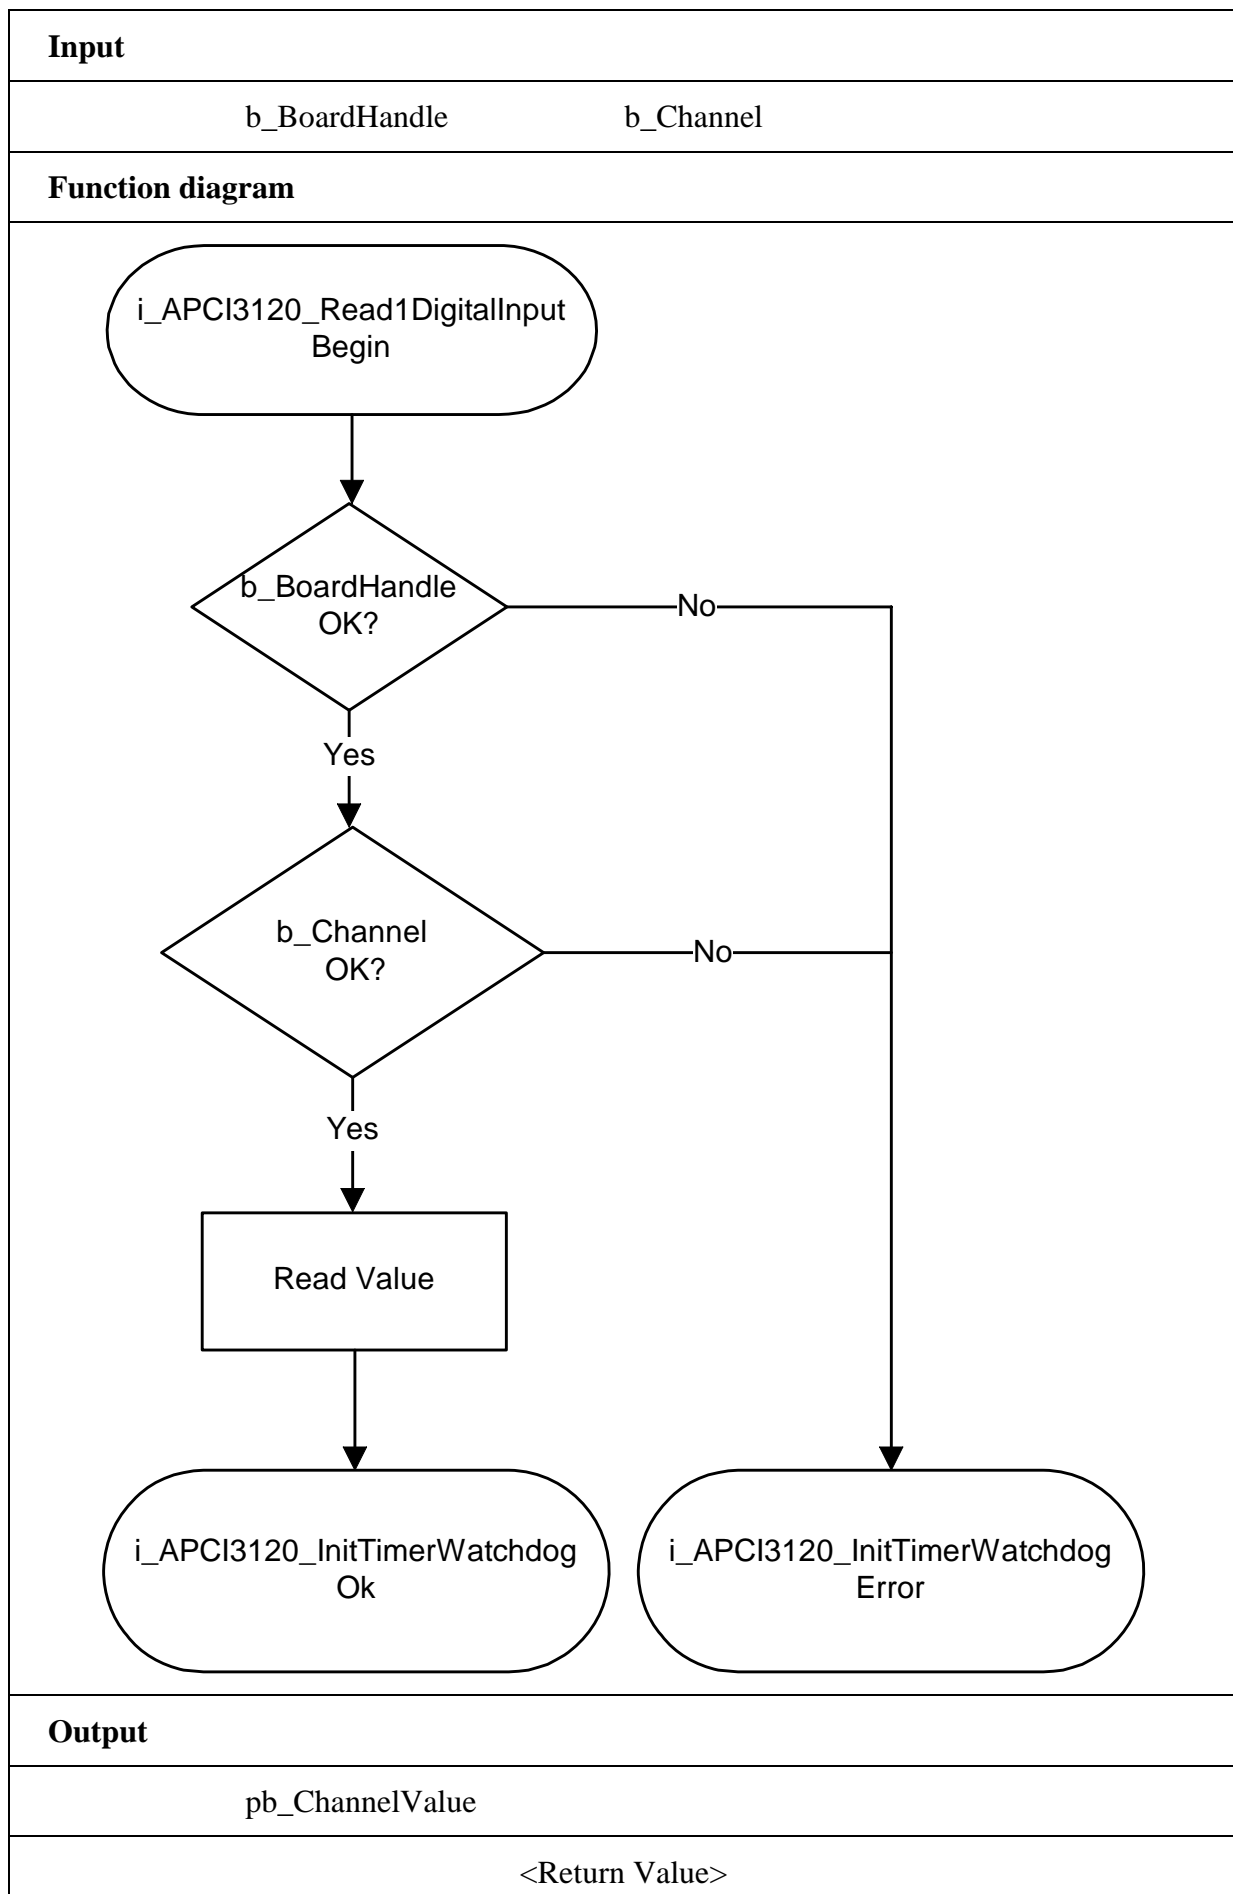 Input
b_BoardHandle b_Channel
Function diagram
i_APCI3120_Read1DigitalInput
Begin
b_BoardHandle
OK?
No
Yes
b_Channel
OK?
No
Yes
Read Value
i_APCI3120_InitTimerWatchdog
Ok
i_APCI3120_InitTimerWatchdog
Error
Output
pb_ChannelValue
<Return Value>